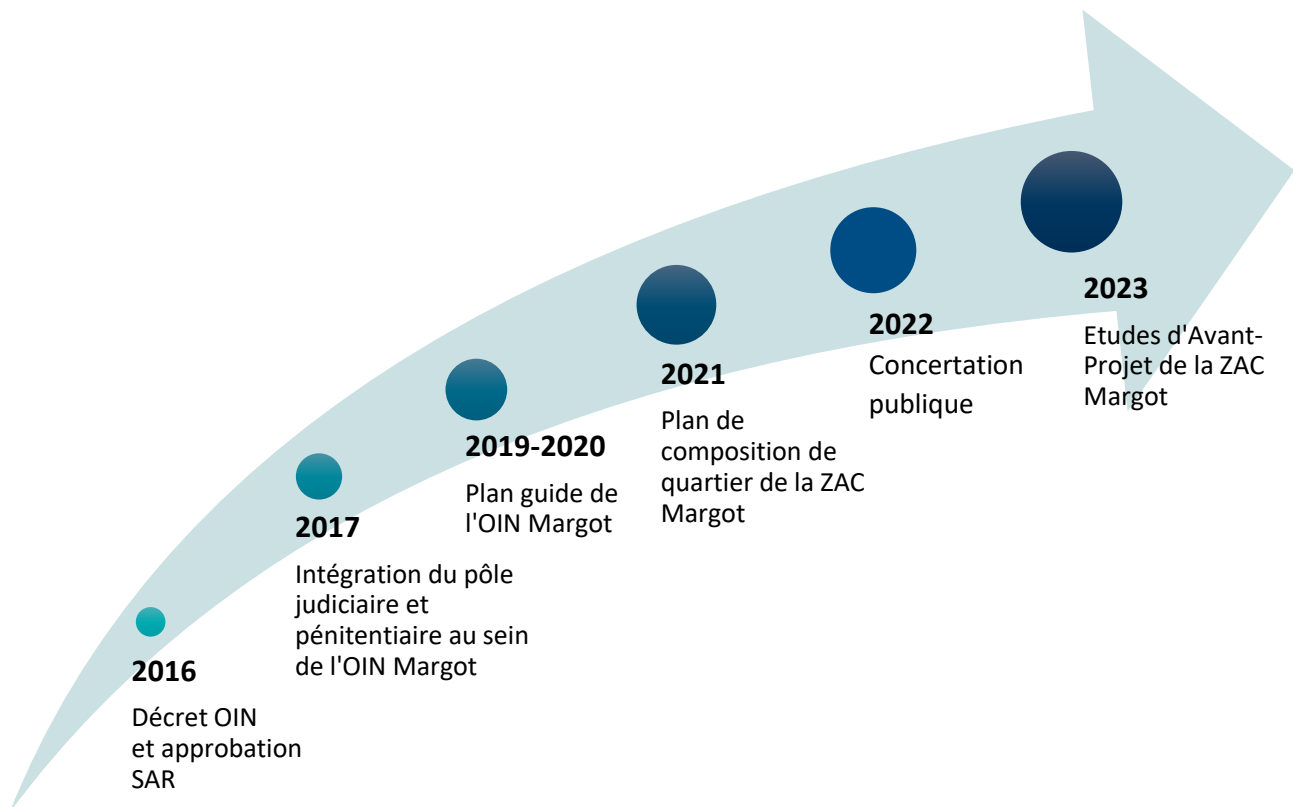 2016
Décret OIN
et approbation
SAR
2017
Intégration du pôle
judiciaire et
pénitentiaire au sein
de l'OIN Margot
2019-2020
Plan guide de
l'OIN Margot
2021
Plan de
composition de
quartier de la ZAC
Margot
2022
Concertation
publique
2023
Etudes d'Avant-
Projet de la ZAC
Margot